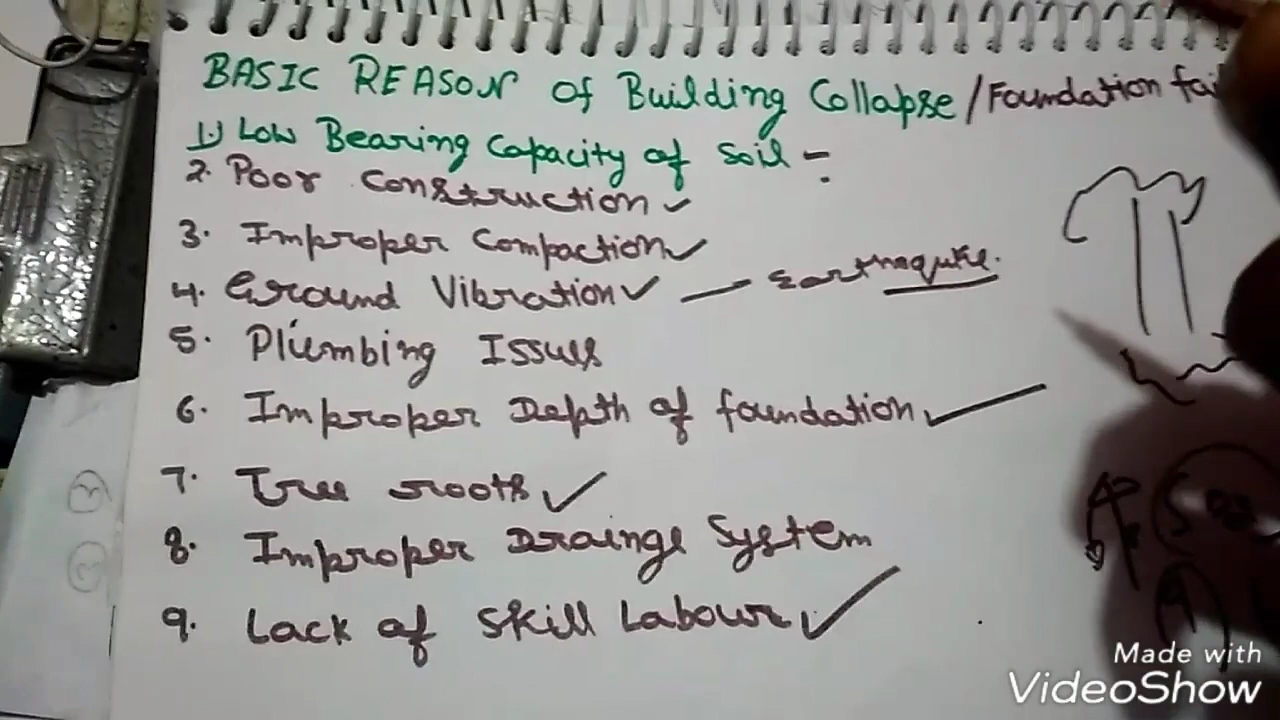 BASIC REASON of Building Collapse / Foundation fai
1.) Low Bearing Capacity of Soil :-
2. Poor Construction ✓
3. Improper Compaction ✓
4. Ground Vibration ✓ — Earthquke.
5. Plumbing Issues
6. Improper Depth of foundation ✓
7. Tree roots ✓
8. Improper Drainge System
9. Lack of Skill Labour ✓
Made with
VideoShow